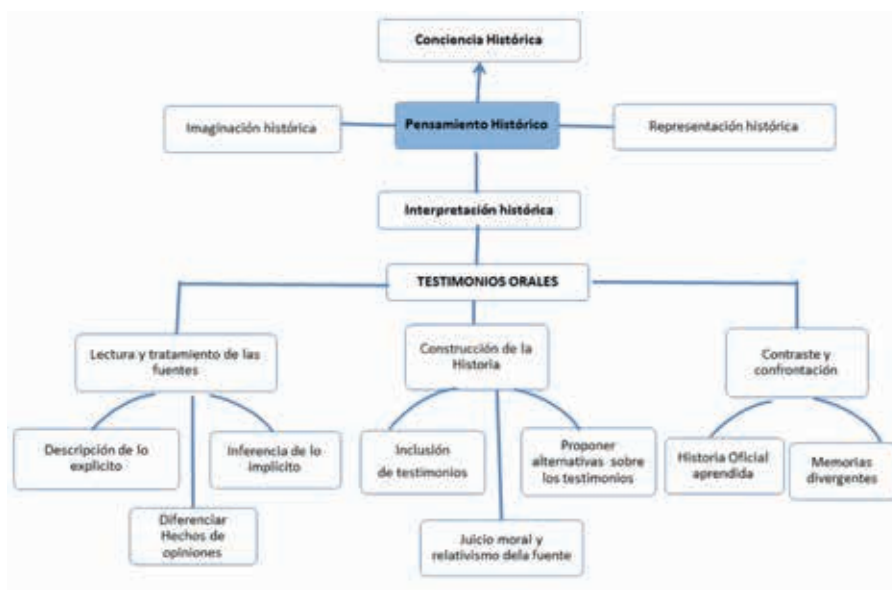 Conciencia Histórica
Imaginación histórica
Pensamiento Histórico
Representación histórica
Interpretación histórica
TESTIMONIOS ORALES
Lectura y tratamiento de las
fuentes
Construcción de la
Historia
Contraste y
confrontación
Descripción de lo
explicito
Inferencia de lo
implícito
Inclusión
de testimonios
Proponer
alternativas sobre
los testimonios
Historia Oficial
aprendida
Memorias
divergentes
Diferenciar
Hechos de
opiniones
Juicio moral y
relativismo dela fuente